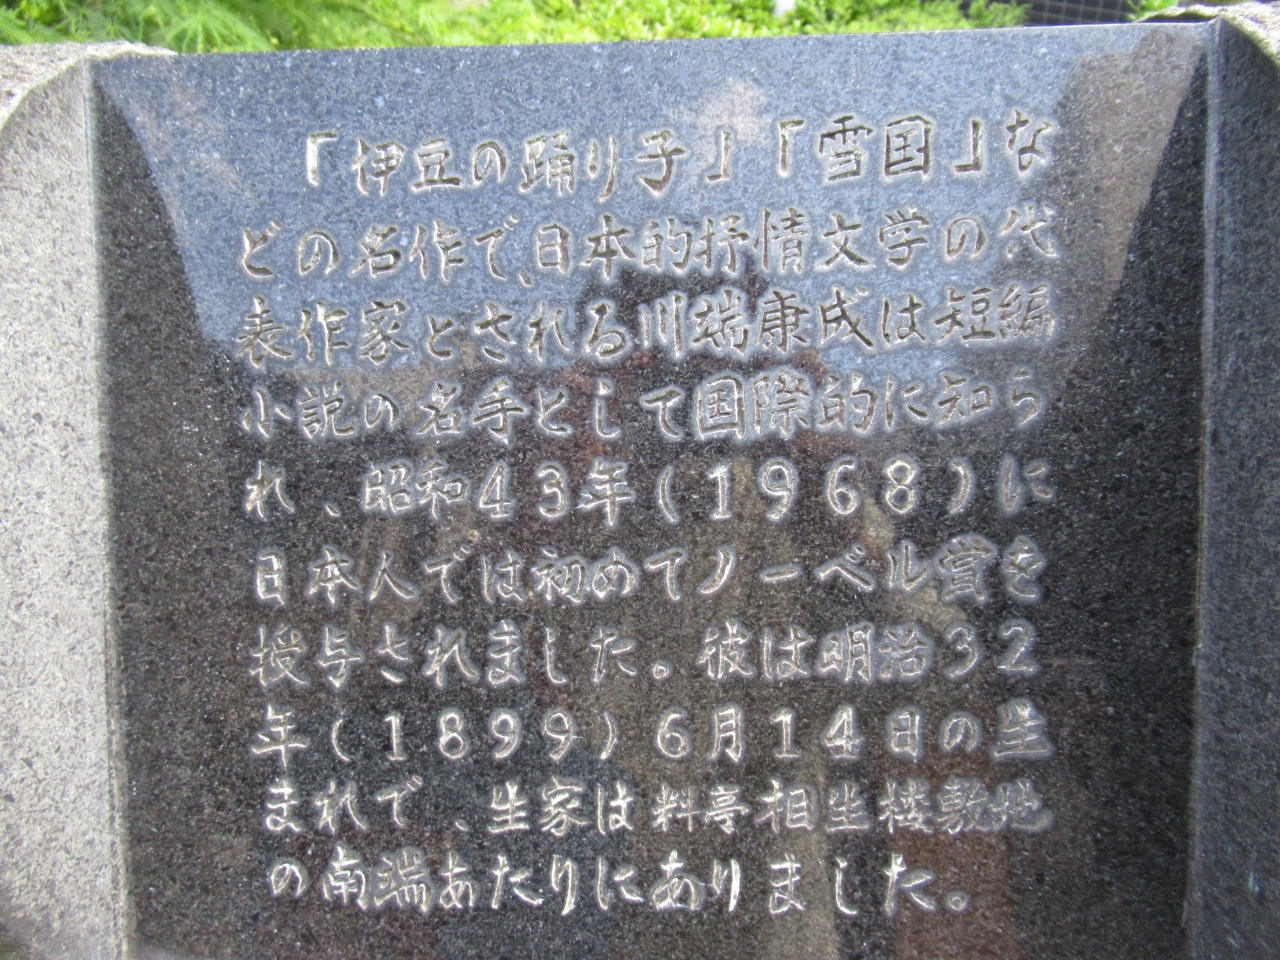 「伊豆の踊り子」「雪国」な
どの名作で、日本的抒情文学の代
表作家とされる川端康成は短編
小説の名手として国際的に知ら
れ、昭和43年(1968)に
日本人では初めてノーベル賞を
授与されました。彼は明治32
年(1899)6月14日の生
まれで、生家は料亭相生楼敷地
の南端あたりにありました。